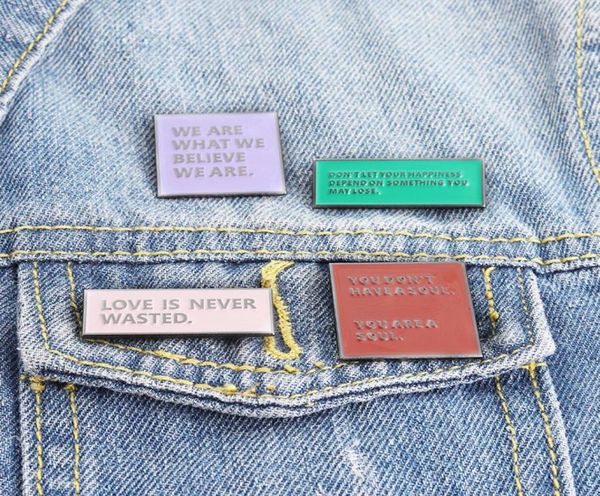 WE ARE
WHAT WE
BELIEVE
WE ARE.
DON'T LET YOUR HAPPINESS
DEPEND ON SOMETHING YOU
MAY LOSE.
LOVE IS NEVER
WASTED.
YOU DON'T
HAVE A SOUL.
YOU ARE A
SOUL.